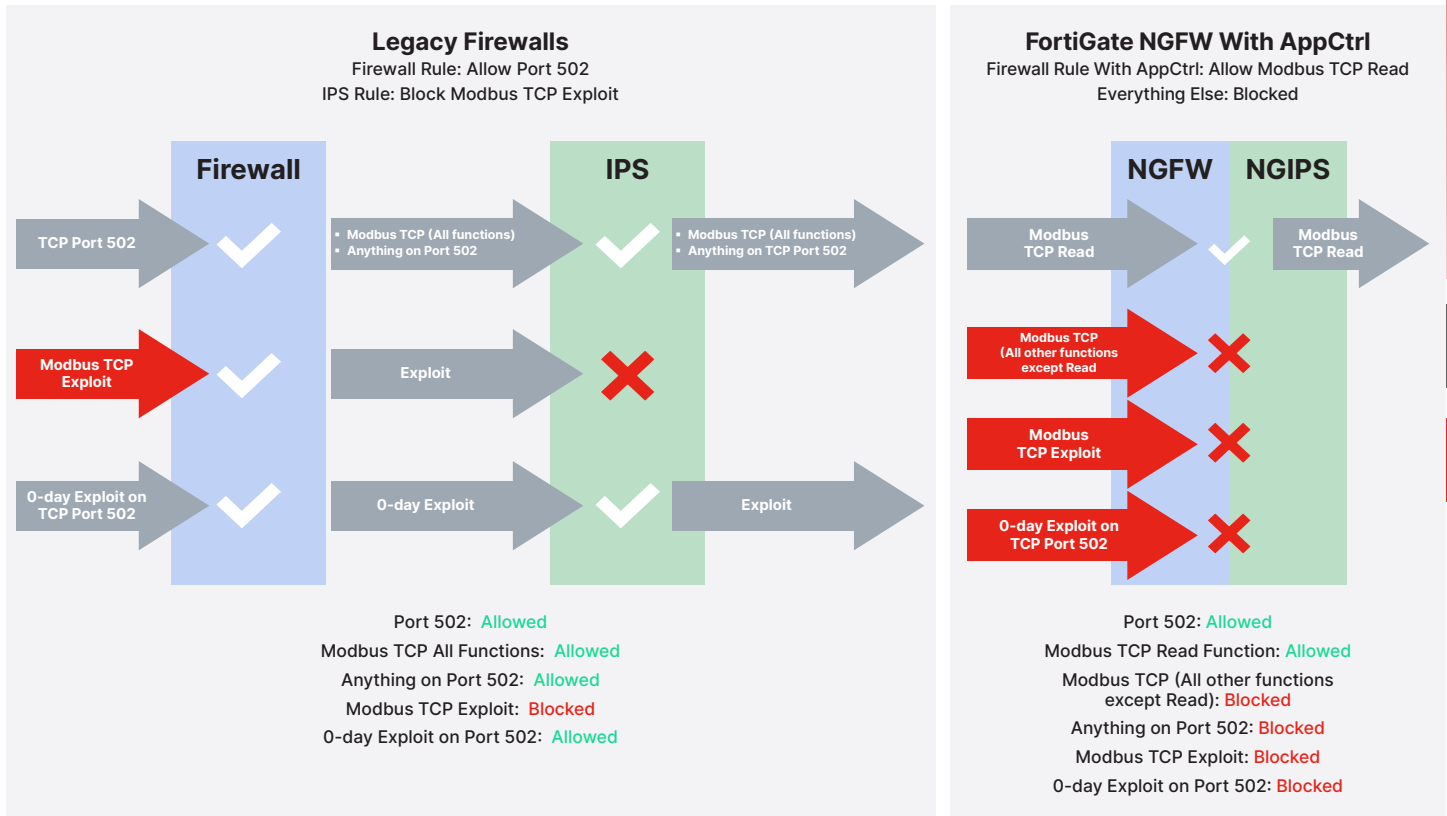 Legacy Firewalls
Firewall Rule: Allow Port 502
IPS Rule: Block Modbus TCP Exploit
Firewall
IPS
TCP Port 502
▪ Modbus TCP (All functions)
▪ Anything on Port 502
▪ Modbus TCP (All functions)
▪ Anything on TCP Port 502
Modbus TCP
Exploit
Exploit
0-day Exploit on
TCP Port 502
0-day Exploit
Exploit
Port 502: Allowed
Modbus TCP All Functions: Allowed
Anything on Port 502: Allowed
Modbus TCP Exploit: Blocked
0-day Exploit on Port 502: Allowed
FortiGate NGFW With AppCtrl
Firewall Rule With AppCtrl: Allow Modbus TCP Read
Everything Else: Blocked
NGFW
NGIPS
Modbus
TCP Read
Modbus
TCP Read
Modbus TCP
(All other functions
except Read
Modbus
TCP Exploit
0-day Exploit on
TCP Port 502
Port 502: Allowed
Modbus TCP Read Function: Allowed
Modbus TCP (All other functions
except Read): Blocked
Anything on Port 502: Blocked
Modbus TCP Exploit: Blocked
0-day Exploit on Port 502: Blocked